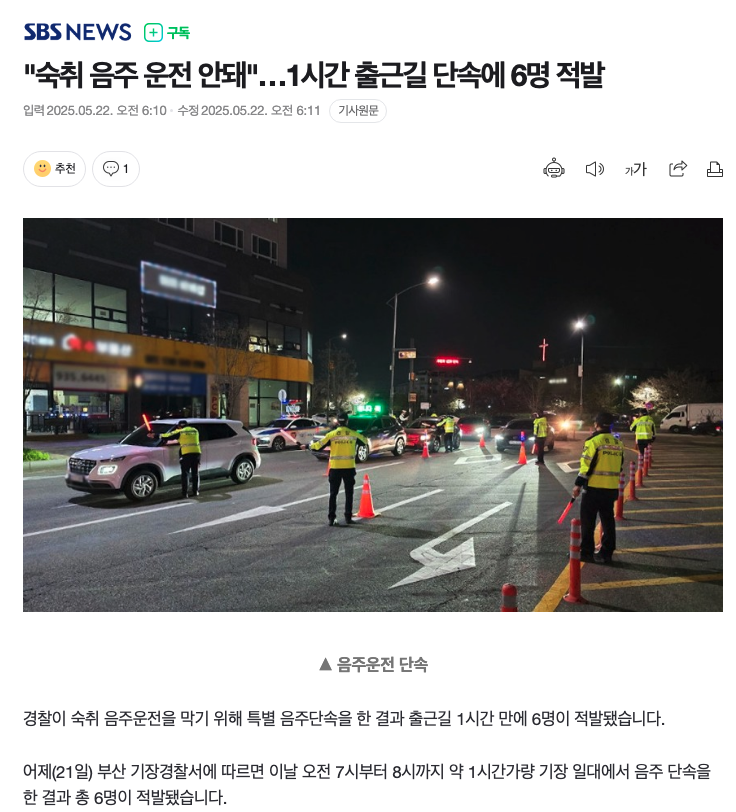 SBS NEWS
구독
"숙취 음주 운전 안돼"…1시간 출근길 단속에 6명 적발
입력 2025.05.22. 오전 6:10 · 수정 2025.05.22. 오전 6:11 기사원문
추천 1
가가
▲ 음주운전 단속
경찰이 숙취 음주운전을 막기 위해 특별 음주단속을 한 결과 출근길 1시간 만에 6명이 적발됐습니다.
어제(21일) 부산 기장경찰서에 따르면 이날 오전 7시부터 8시까지 약 1시간가량 기장 일대에서 음주 단속을
한 결과 총 6명이 적발됐습니다.